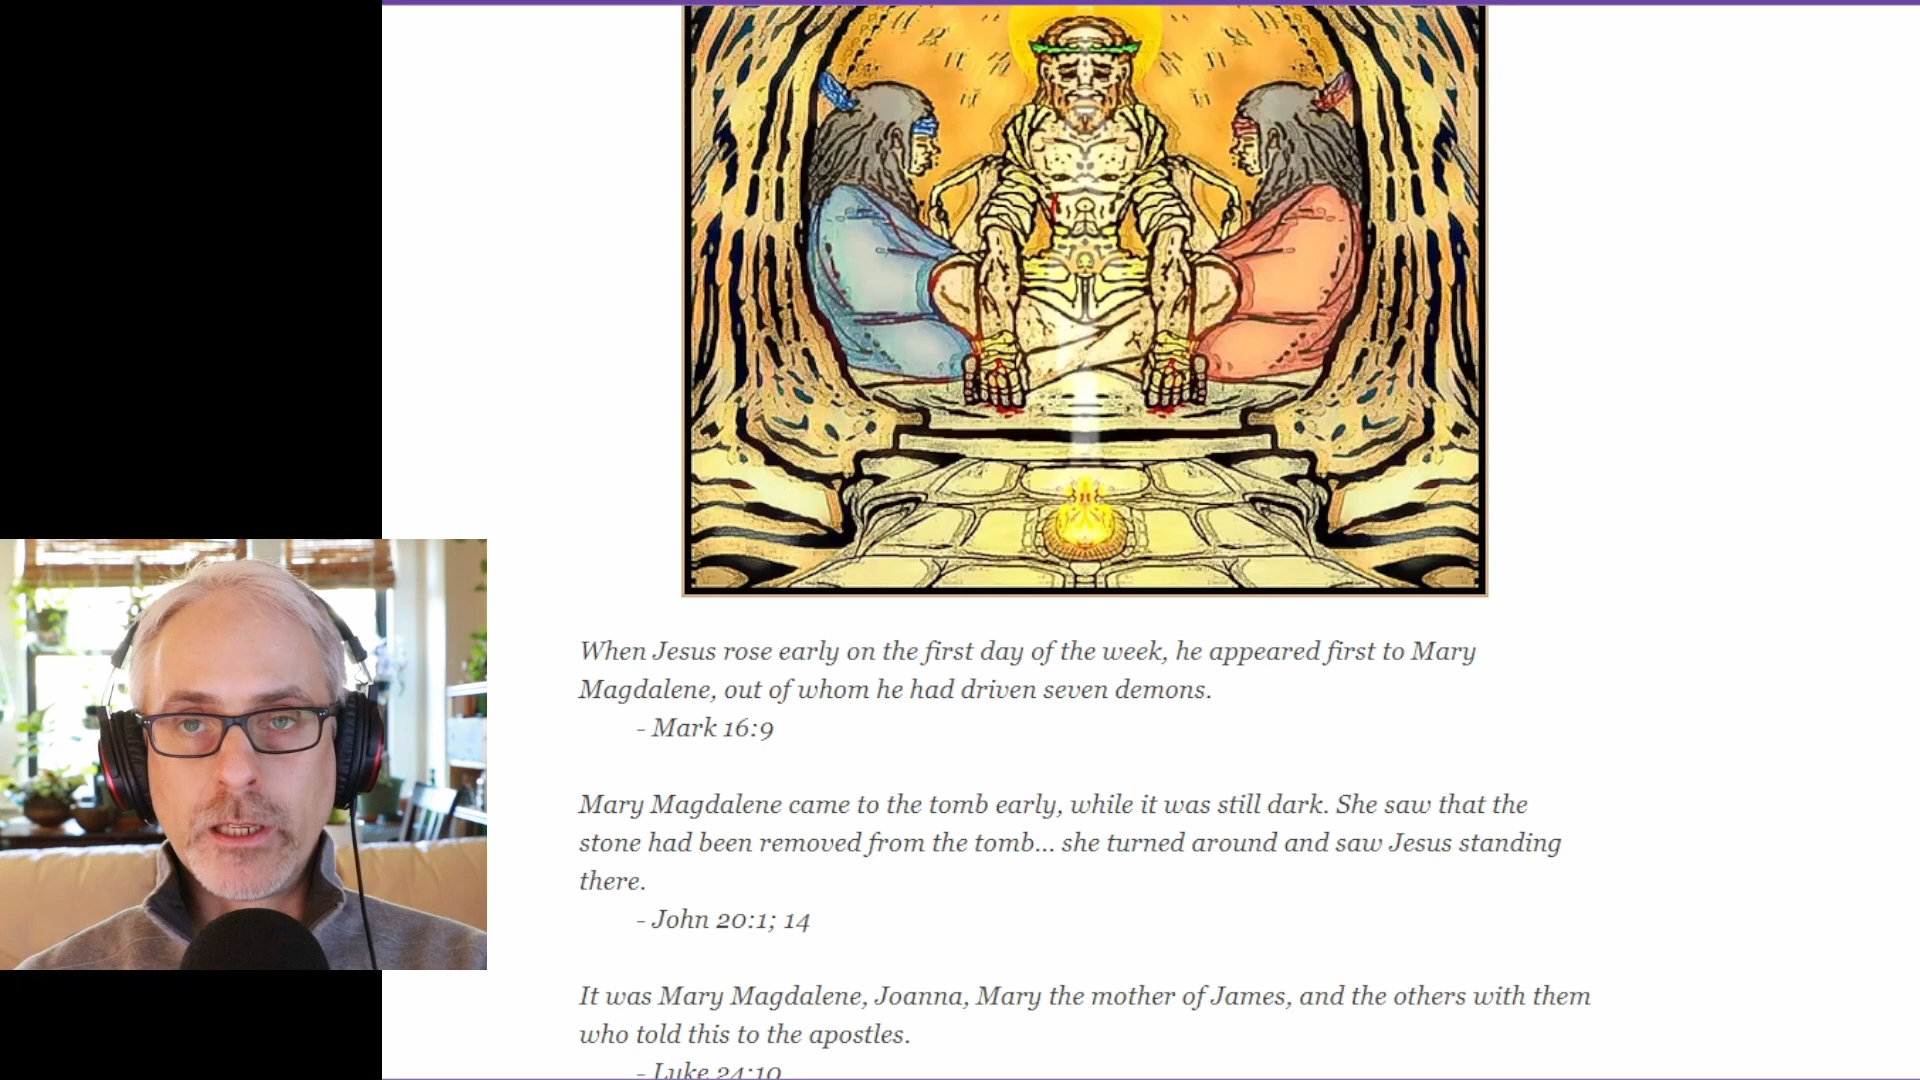 When Jesus rose early on the first day of the week, he appeared first to Mary
Magdalene, out of whom he had driven seven demons.
- Mark 16:9
Mary Magdalene came to the tomb early, while it was still dark. She saw that the
stone had been removed from the tomb... she turned around and saw Jesus standing
there.
- John 20:1; 14
It was Mary Magdalene, Joanna, Mary the mother of James, and the others with them
who told this to the apostles.
- Luke 24:10